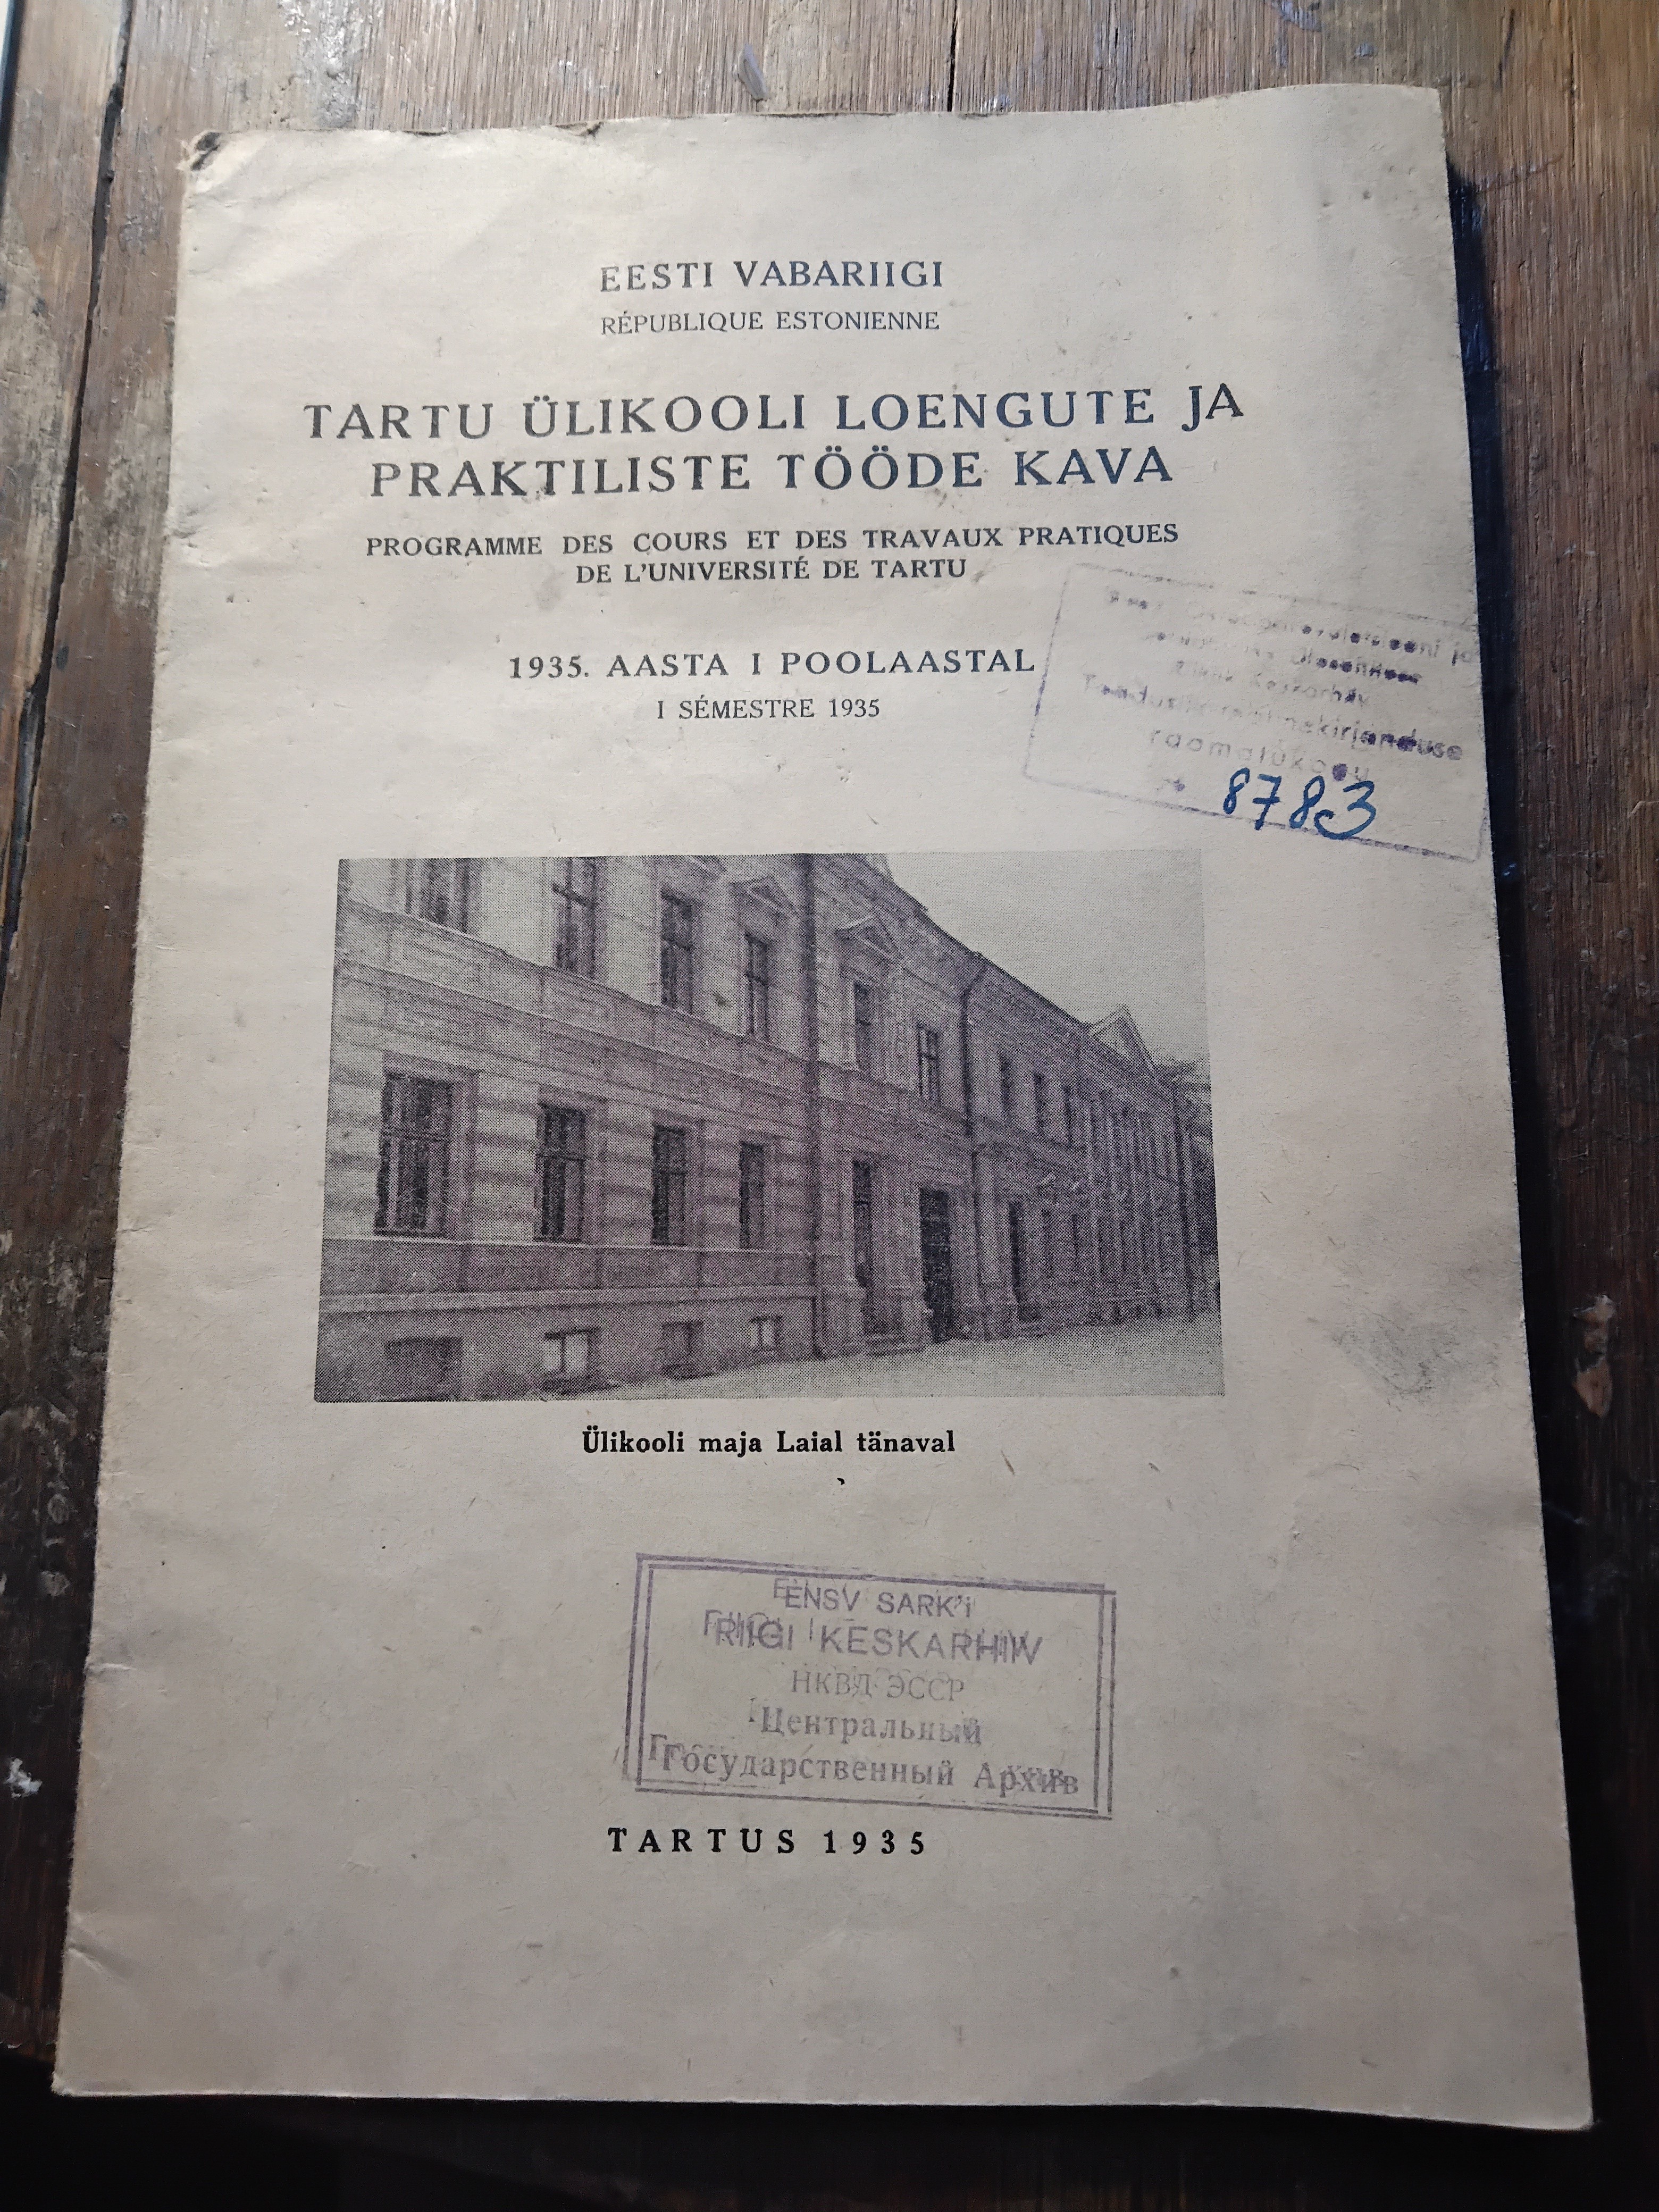 EESTI VABARIIGI
RÉPUBLIQUE ESTONIENNE
TARTU ÜLIKOOLI LOENGUTE JA
PRAKTILISTE TÖÖDE KAVA
PROGRAMME DES COURS ET DES TRAVAUX PRATIQUES
DE L'UNIVERSITÉ DE TARTU
1935. AASTA I POOLAASTAL
I SÉMESTRE 1935
raamatukogu
8783
Ülikooli maja Laial tänaval
ENSV SARK'i
RIIGI KESKARHIIV
НКВД ЭССР
Центральный
Государственный Архив
TARTUS 1935